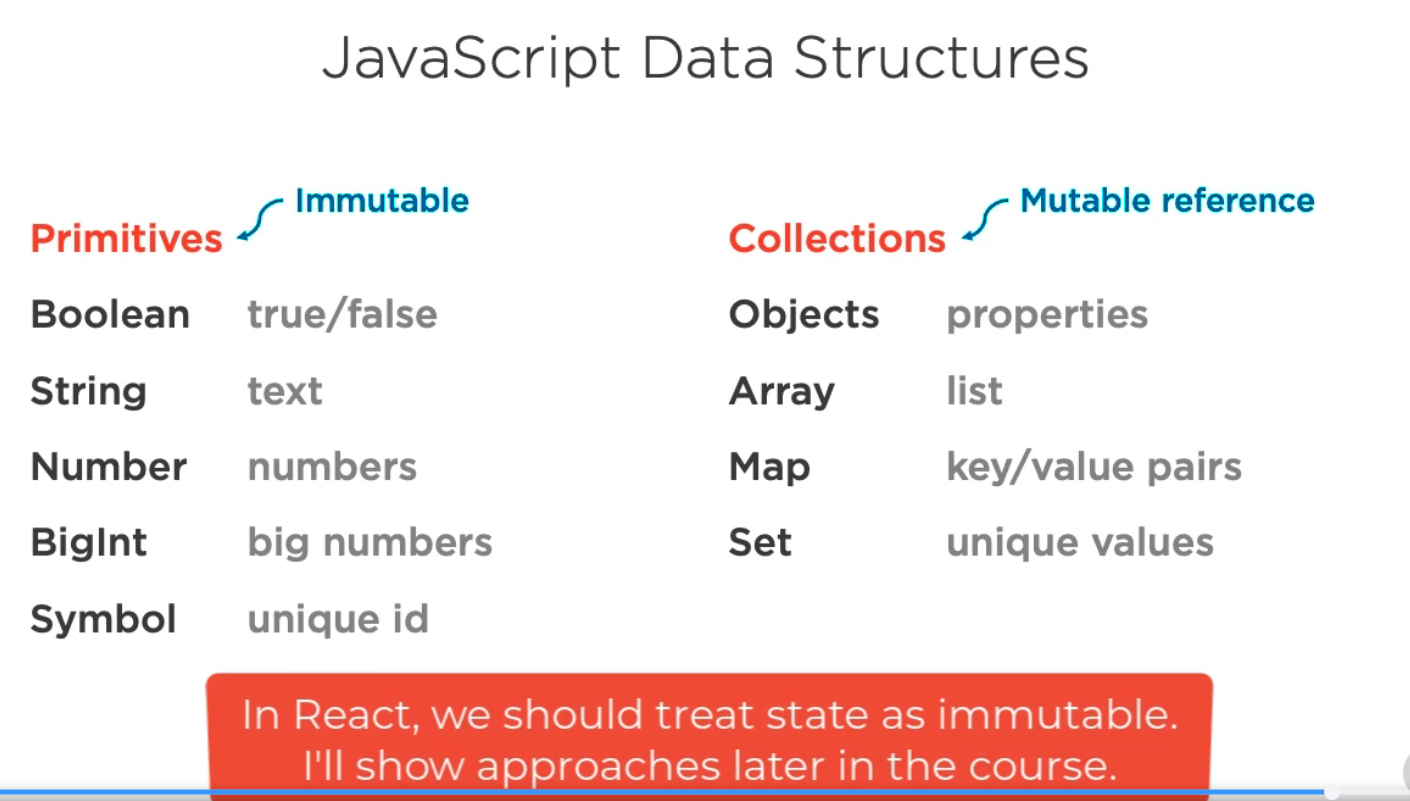 JavaScript Data Structures
Immutable
Primitives
Boolean true/false
String text
Number numbers
BigInt big numbers
Symbol unique id
Mutable reference
Collections
Objects properties
Array list
Map key/value pairs
Set unique values
In React, we should treat state as immutable.
I'll show approaches later in the course.